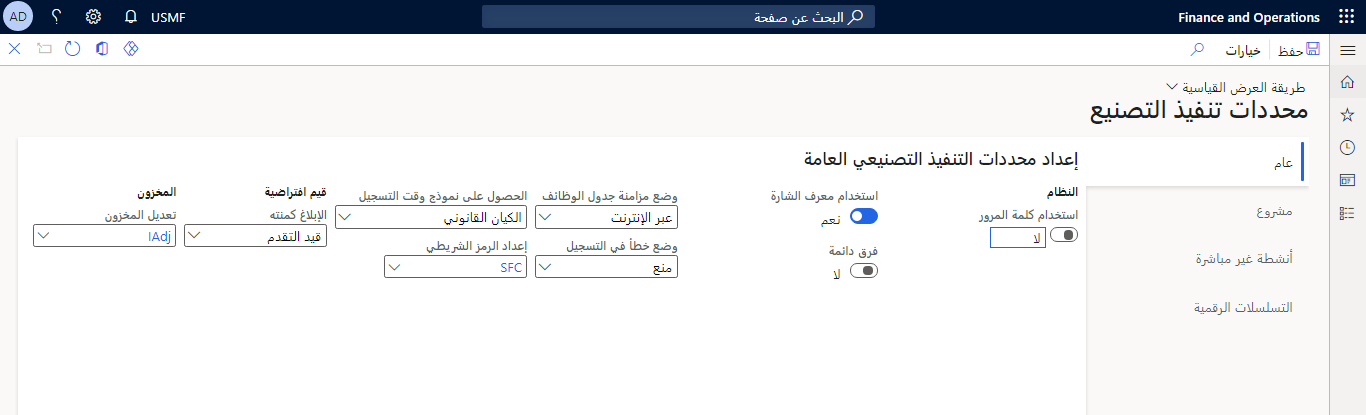 Finance and Operations
البحث عن صفحة
USMF
AD
حفظ
خيارات
طريقة العرض القياسية
محددات تنفيذ التصنيع
عام
مشروع
أنشطة غير مباشرة
التسلسلات الرقمية
إعداد محددات التنفيذ التصنيعي العامة
النظام
استخدام كلمة المرور
لا
استخدام معرف الشارة
نعم
فرق دائمة
لا
وضع مزامنة جدول الوظائف
عبر الإنترنت
وضع خطأ في التسجيل
منع
الحصول على نموذج وقت التسجيل
الكيان القانوني
إعداد الرمز الشريطي
SFC
قيم افتراضية
الإبلاغ كمنته
قيد التقدم
المخزون
تعديل المخزون
IAdj